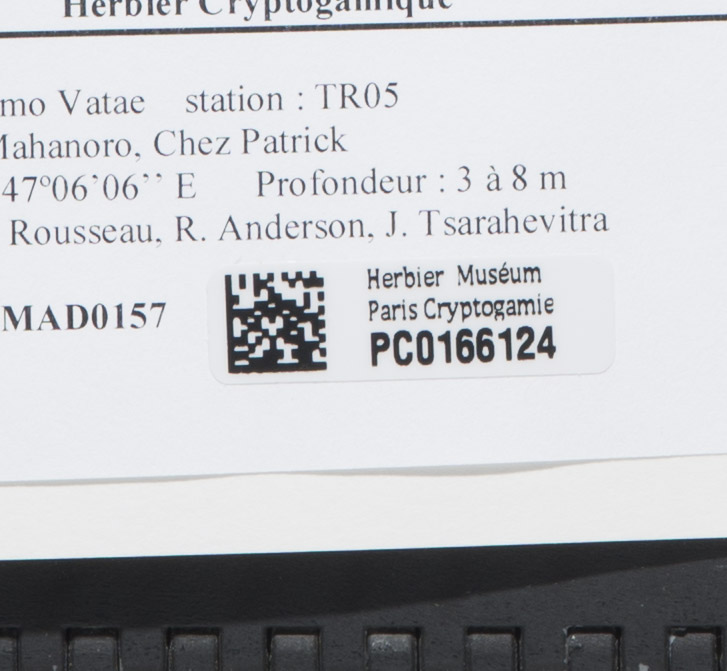 Herbier Cryptogamique
mo Vatae station : TR05
Mahanoro, Chez Patrick
47°06'06'' E Profondeur : 3 à 8 m
Rousseau, R. Anderson, J. Tsarahevitra
MAD0157
Herbier Muséum
Paris Cryptogamie
PC0166124